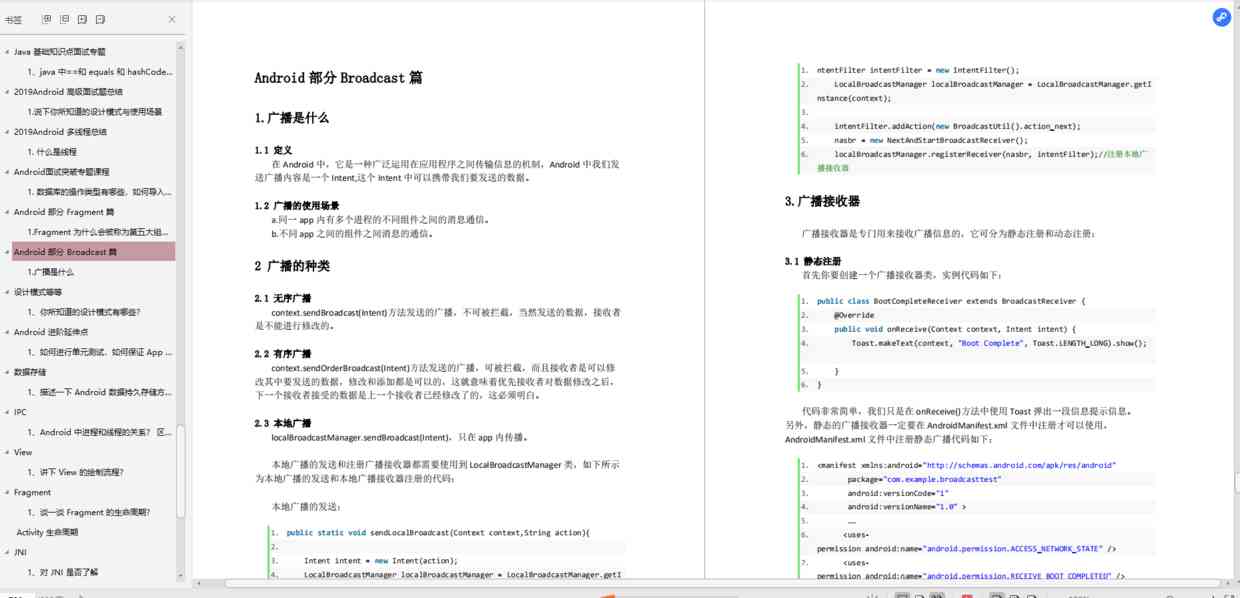 书签
Java 基础知识点面试专题
1、java 中==和 equals 和 hashCode...
2019Android 高级面试题总结
1.说下你所知道的设计模式与使用场景
2019Android 多线程总结
1. 什么是线程
Android面试突破专题课程
1. 数据库的操作类型有哪些，如何导入...
Android 部分 Fragment 篇
1.Fragment 为什么会被称为第五大组...
Android 部分 Broadcast 篇
1.广播是什么
设计模式等等
1、你所知道的设计模式有哪些?
Android 进阶延伸点
1、如何进行单元测试、如何保证 App ...
数据存储
1、描述一下 Android 数据持久存储方...
IPC
1、Android 中进程和线程的关系? 区...
View
1、讲下 View 的绘制流程?
Fragment
1、谈一谈 Fragment 的生命周期?
Activity 生命周期
JNI
1、对 JNI 是否了解
Android 部分 Broadcast 篇
1.广播是什么
1.1 定义
在 Android 中，它是一种广泛运用在应用程序之间传输信息的机制，Android 中我们发
送广播内容是一个 Intent,这个 Intent 中可以携带我们要发送的数据。
1.2 广播的使用场景
a.同一 app 内有多个进程的不同组件之间的消息通信。
b.不同 app 之间的组件之间消息的通信。
2 广播的种类
2.1 无序广播
context.sendBroadcast(Intent)方法发送的广播，不可被拦截，当然发送的数据，接收者
是不能进行修改的。
2.2 有序广播
context.sendOrderBroadcast(Intent)方法发送的广播，可被拦截，而且接收者是可以修
改其中要发送的数据，修改和添加都是可以的，这就意味着优先接收者对数据修改之后，
下一个接收者接受的数据是上一个接收者已经修改了的，这必须明白。
2.3 本地广播
localBroadcastManager.sendBroadcast(Intent)，只在 app 内传播。
本地广播的发送和注册广播接收器都需要使用到 LocalBroadcastManager 类，如下所示
为本地广播的发送和本地广播接收器注册的代码：
本地广播的发送：
1. public static void sendLocalBroadcast(Context context,String action){
2.
3. Intent intent = new Intent(action);
4. LocalBroadcastManager localBroadcastManager = LocalBroadcastManager.getI
1. ntentFilter intentFilter = new IntentFilter();
2. LocalBroadcastManager localBroadcastManager = LocalBroadcastManager.getI
nstance(context);
3.
4. intentFilter.addAction(new BroadcastUtil().action_next);
5. nasbr = new NextAndStartBroadcastReceiver();
6. localBroadcastManager.registerReceiver(nasbr, intentFilter);//注册本地广
播接收器
3.广播接收器
广播接收器是专门用来接收广播信息的，它可分为静态注册和动态注册：
3.1 静态注册
首先你要创建一个广播接收器类，实例代码如下：
1. public class BootCompleteReceiver extends BroadcastReceiver {
2. @Override
3. public void onReceive(Context context, Intent intent) {
4. Toast.makeText(context, "Boot Complete", Toast.LENGTH_LONG).show();
5. }
6. }
代码非常简单，我们只是在 onReceive()方法中使用 Toast 弹出一段信息提示信息。
另外，静态的广播接收器一定要在 AndroidManifest.xml 文件中注册才可以使用，
AndroidManifest.xml 文件中注册静态广播代码如下：
1. <manifest xmlns:android="http://schemas.android.com/apk/res/android"
2. package="com.example.broadcasttest"
3. android:versionCode="1"
4. android:versionName="1.0" >
5. ……
6. <uses-
permission android:name="android.permission.ACCESS_NETWORK_STATE" />
7. <uses-
permission android:name="android.permission.RECEIVE_BOOT_COMPLETED" />